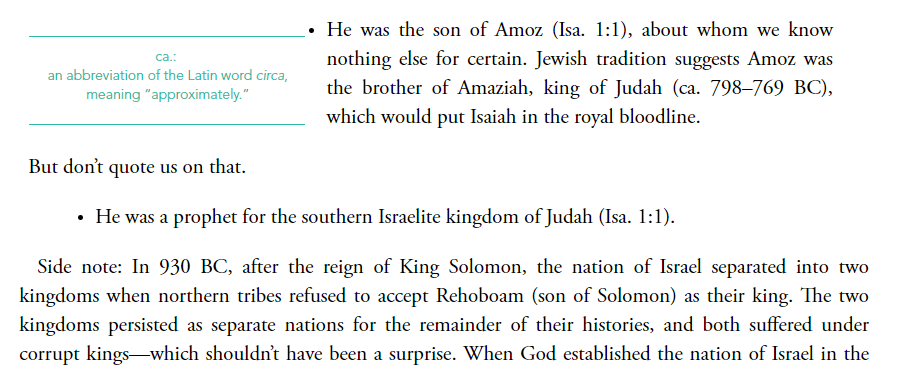 ca.:
an abbreviation of the Latin word circa,
meaning “approximately.”
• He was the son of Amoz (Isa. 1:1), about whom we know
nothing else for certain. Jewish tradition suggests Amoz was
the brother of Amaziah, king of Judah (ca. 798–769 BC),
which would put Isaiah in the royal bloodline.
But don’t quote us on that.
• He was a prophet for the southern Israelite kingdom of Judah (Isa. 1:1).
Side note: In 930 BC, after the reign of King Solomon, the nation of Israel separated into two
kingdoms when northern tribes refused to accept Rehoboam (son of Solomon) as their king. The two
kingdoms persisted as separate nations for the remainder of their histories, and both suffered under
corrupt kings—which shouldn’t have been a surprise. When God established the nation of Israel in the